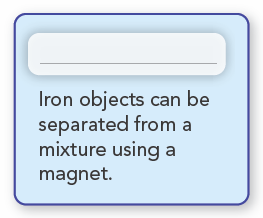 Iron objects can be
separated from a
mixture using a
magnet.